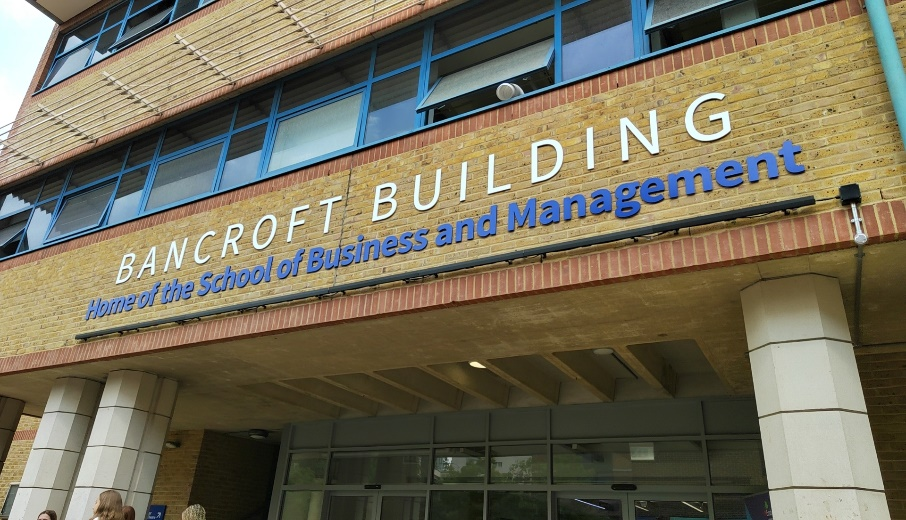 BANCROFT BUILDING
Home of the School of Business and Management